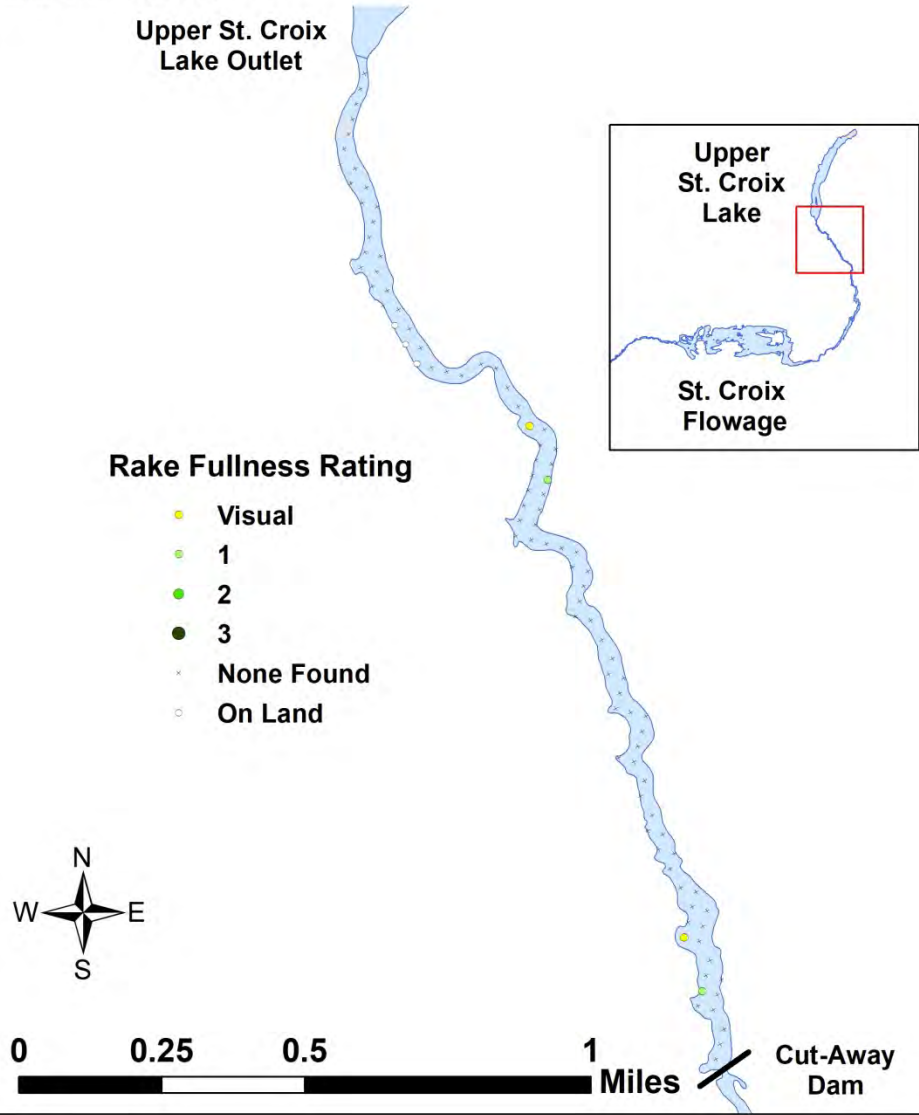 Upper St. Croix
Lake Outlet
Upper
St. Croix
Lake
St. Croix
Flowage
Rake Fullness Rating
Visual
1
2
3
None Found
On Land
N
W E
S
0 0.25 0.5 1
Miles
Cut-Away
Dam